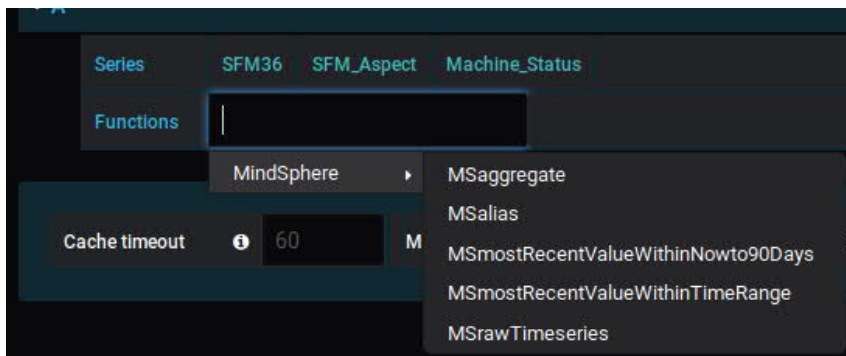 A
Series SFM36 SFM_Aspect Machine_Status
Functions
MindSphere MSaggregate
MSalias
Cache timeout 60 M
MSmostRecentValueWithinNowto90Days
MSmostRecentValueWithinTimeRange
MSrawTimeseries